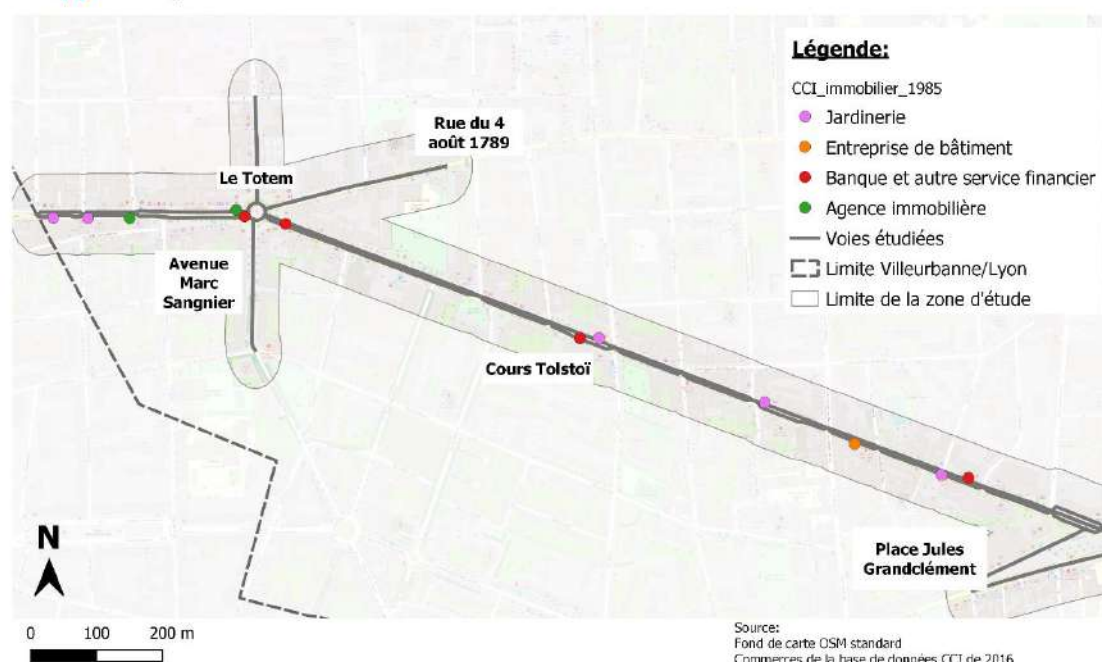 Légende:
CCI_immobilier_1985
Jardinerie
Entreprise de bâtiment
Banque et autre service financier
Agence immobilière
Voies étudiées
Limite Villeurbanne/Lyon
Limite de la zone d'étude
Rue du 4
août 1789
Le Totem
Avenue
Marc
Sangnier
Cours Tolstoï
Place Jules
Grandclément
N
0 100 200 m
Source:
Fond de carte OSM standard
Commerces de la base de données CCI de 2016